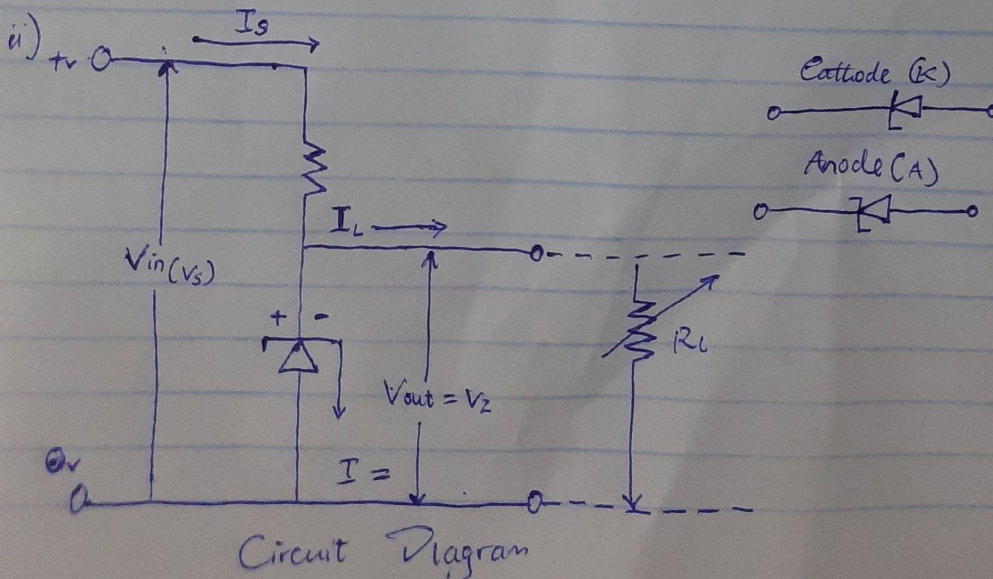 ii)
+v
IS
Cathode (K)
Anode (A)
IL
Vin(Vs)
+ -
RL
Vout = Vz
I =
0v
Circuit Diagram